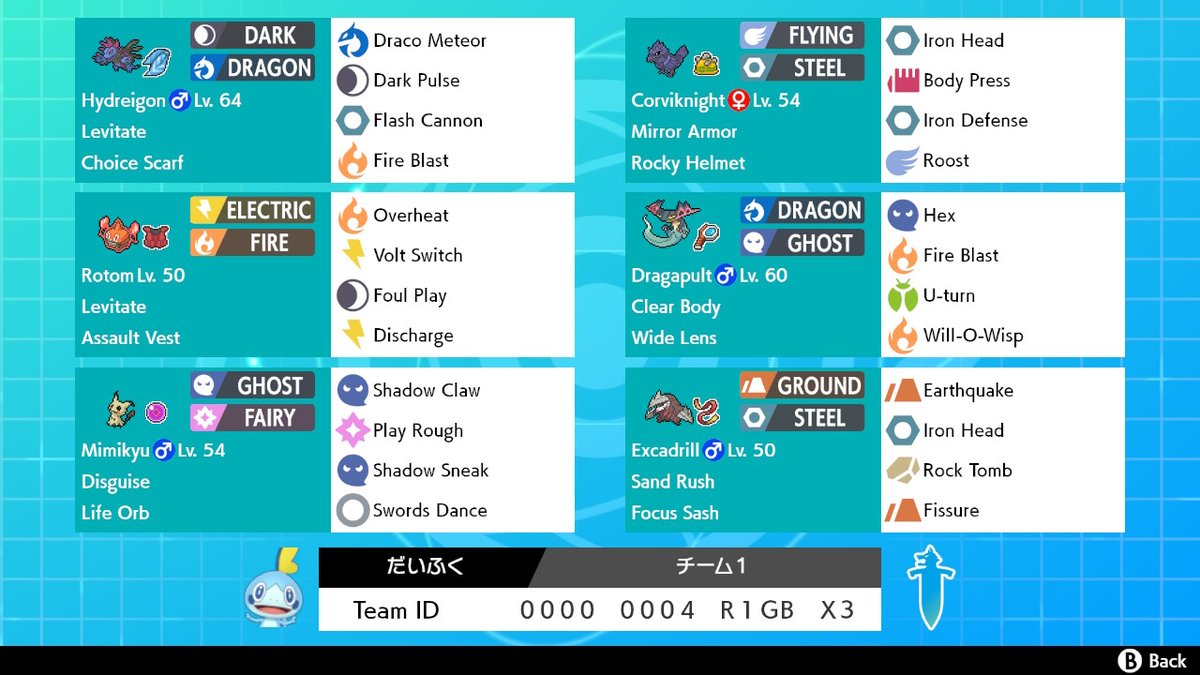 DARK
DRAGON
Hydreigon♂ Lv. 64
Levitate
Choice Scarf
Draco Meteor
Dark Pulse
Flash Cannon
Fire Blast
FLYING
STEEL
Corviknight♀ Lv. 54
Mirror Armor
Rocky Helmet
Iron Head
Body Press
Iron Defense
Roost
ELECTRIC
FIRE
Rotom Lv. 50
Levitate
Assault Vest
Overheat
Volt Switch
Foul Play
Discharge
DRAGON
GHOST
Dragapult♂ Lv. 60
Clear Body
Wide Lens
Hex
Fire Blast
U-turn
Will-O-Wisp
GHOST
FAIRY
Mimikyu♂ Lv. 54
Disguise
Life Orb
Shadow Claw
Play Rough
Shadow Sneak
Swords Dance
GROUND
STEEL
Excadrill♂ Lv. 50
Sand Rush
Focus Sash
Earthquake
Iron Head
Rock Tomb
Fissure
だいふく チーム1
Team ID 0000 0004 R1GB X3
B Back